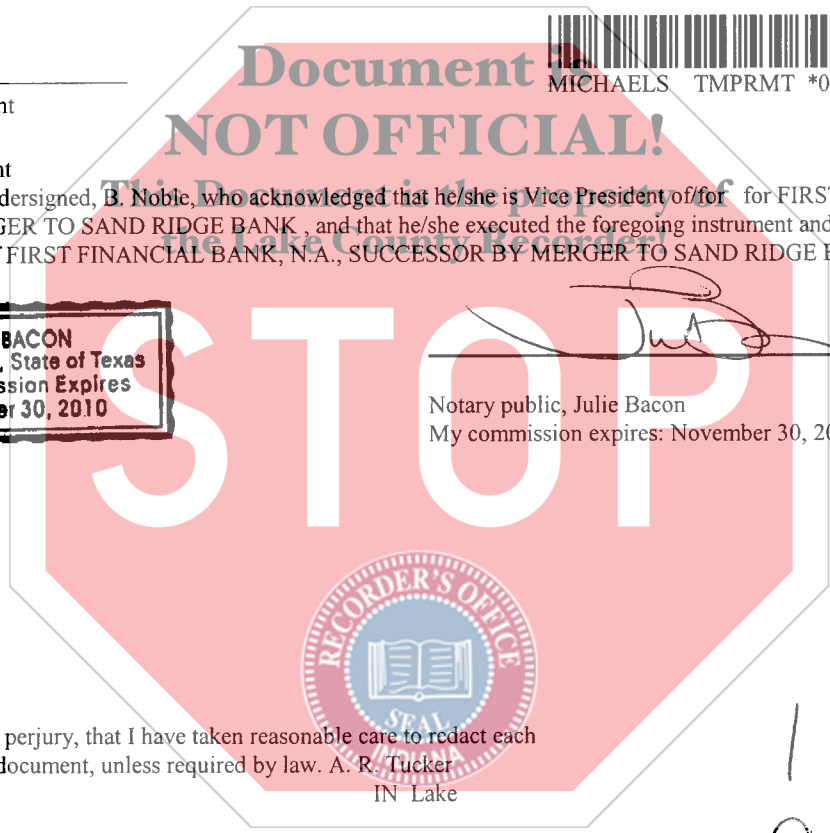 Document is
MICHAELS TMPRMT *0
nt
NOT OFFICIAL!
nt
This Document is the property of
dersigned, B. Noble, who acknowledged that he/she is Vice President of/for for FIRST
GER TO SAND RIDGE BANK , and that he/she executed the foregoing instrument and
the Lake County Recorder!
FIRST FINANCIAL BANK, N.A., SUCCESSOR BY MERGER TO SAND RIDGE B
BACON
, State of Texas
ssion Expires
er 30, 2010
STOP
Notary public, Julie Bacon
My commission expires: November 30, 20
RECORDER'S OFFICE
SEAL
INDIANA
perjury, that I have taken reasonable care to redact each
document, unless required by law. A. R. Tucker
IN Lake